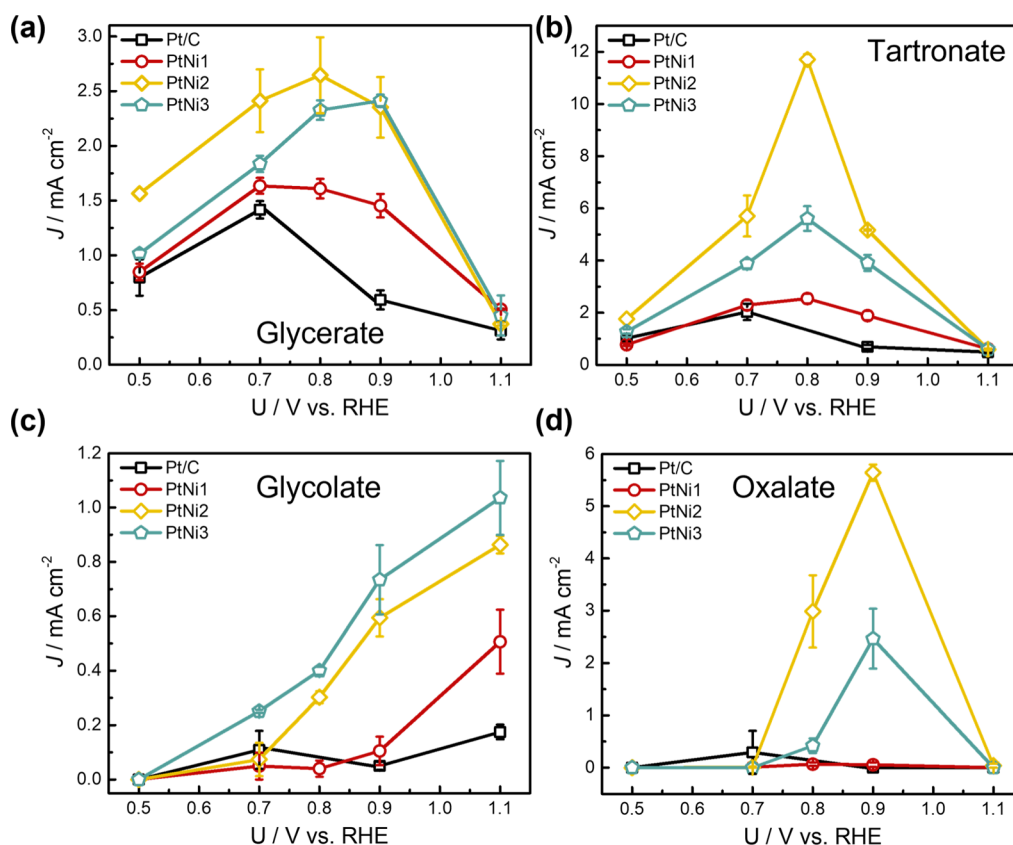 (a)
Pt/C
PtNi1
PtNi2
PtNi3
Glycerate
J / mA cm⁻²
3.0
2.5
2.0
1.5
1.0
0.5
0.0
0.5 0.6 0.7 0.8 0.9 1.0 1.1
U / V vs. RHE
(b)
Pt/C
PtNi1
PtNi2
PtNi3
Tartronate
J / mA cm⁻²
12
10
8
6
4
2
0
0.5 0.6 0.7 0.8 0.9 1.0 1.1
U / V vs. RHE
(c)
Pt/C
PtNi1
PtNi2
PtNi3
Glycolate
J / mA cm⁻²
1.2
1.0
0.8
0.6
0.4
0.2
0.0
0.5 0.6 0.7 0.8 0.9 1.0 1.1
U / V vs. RHE
(d)
Pt/C
PtNi1
PtNi2
PtNi3
Oxalate
J / mA cm⁻²
6
5
4
3
2
1
0
0.5 0.6 0.7 0.8 0.9 1.0 1.1
U / V vs. RHE